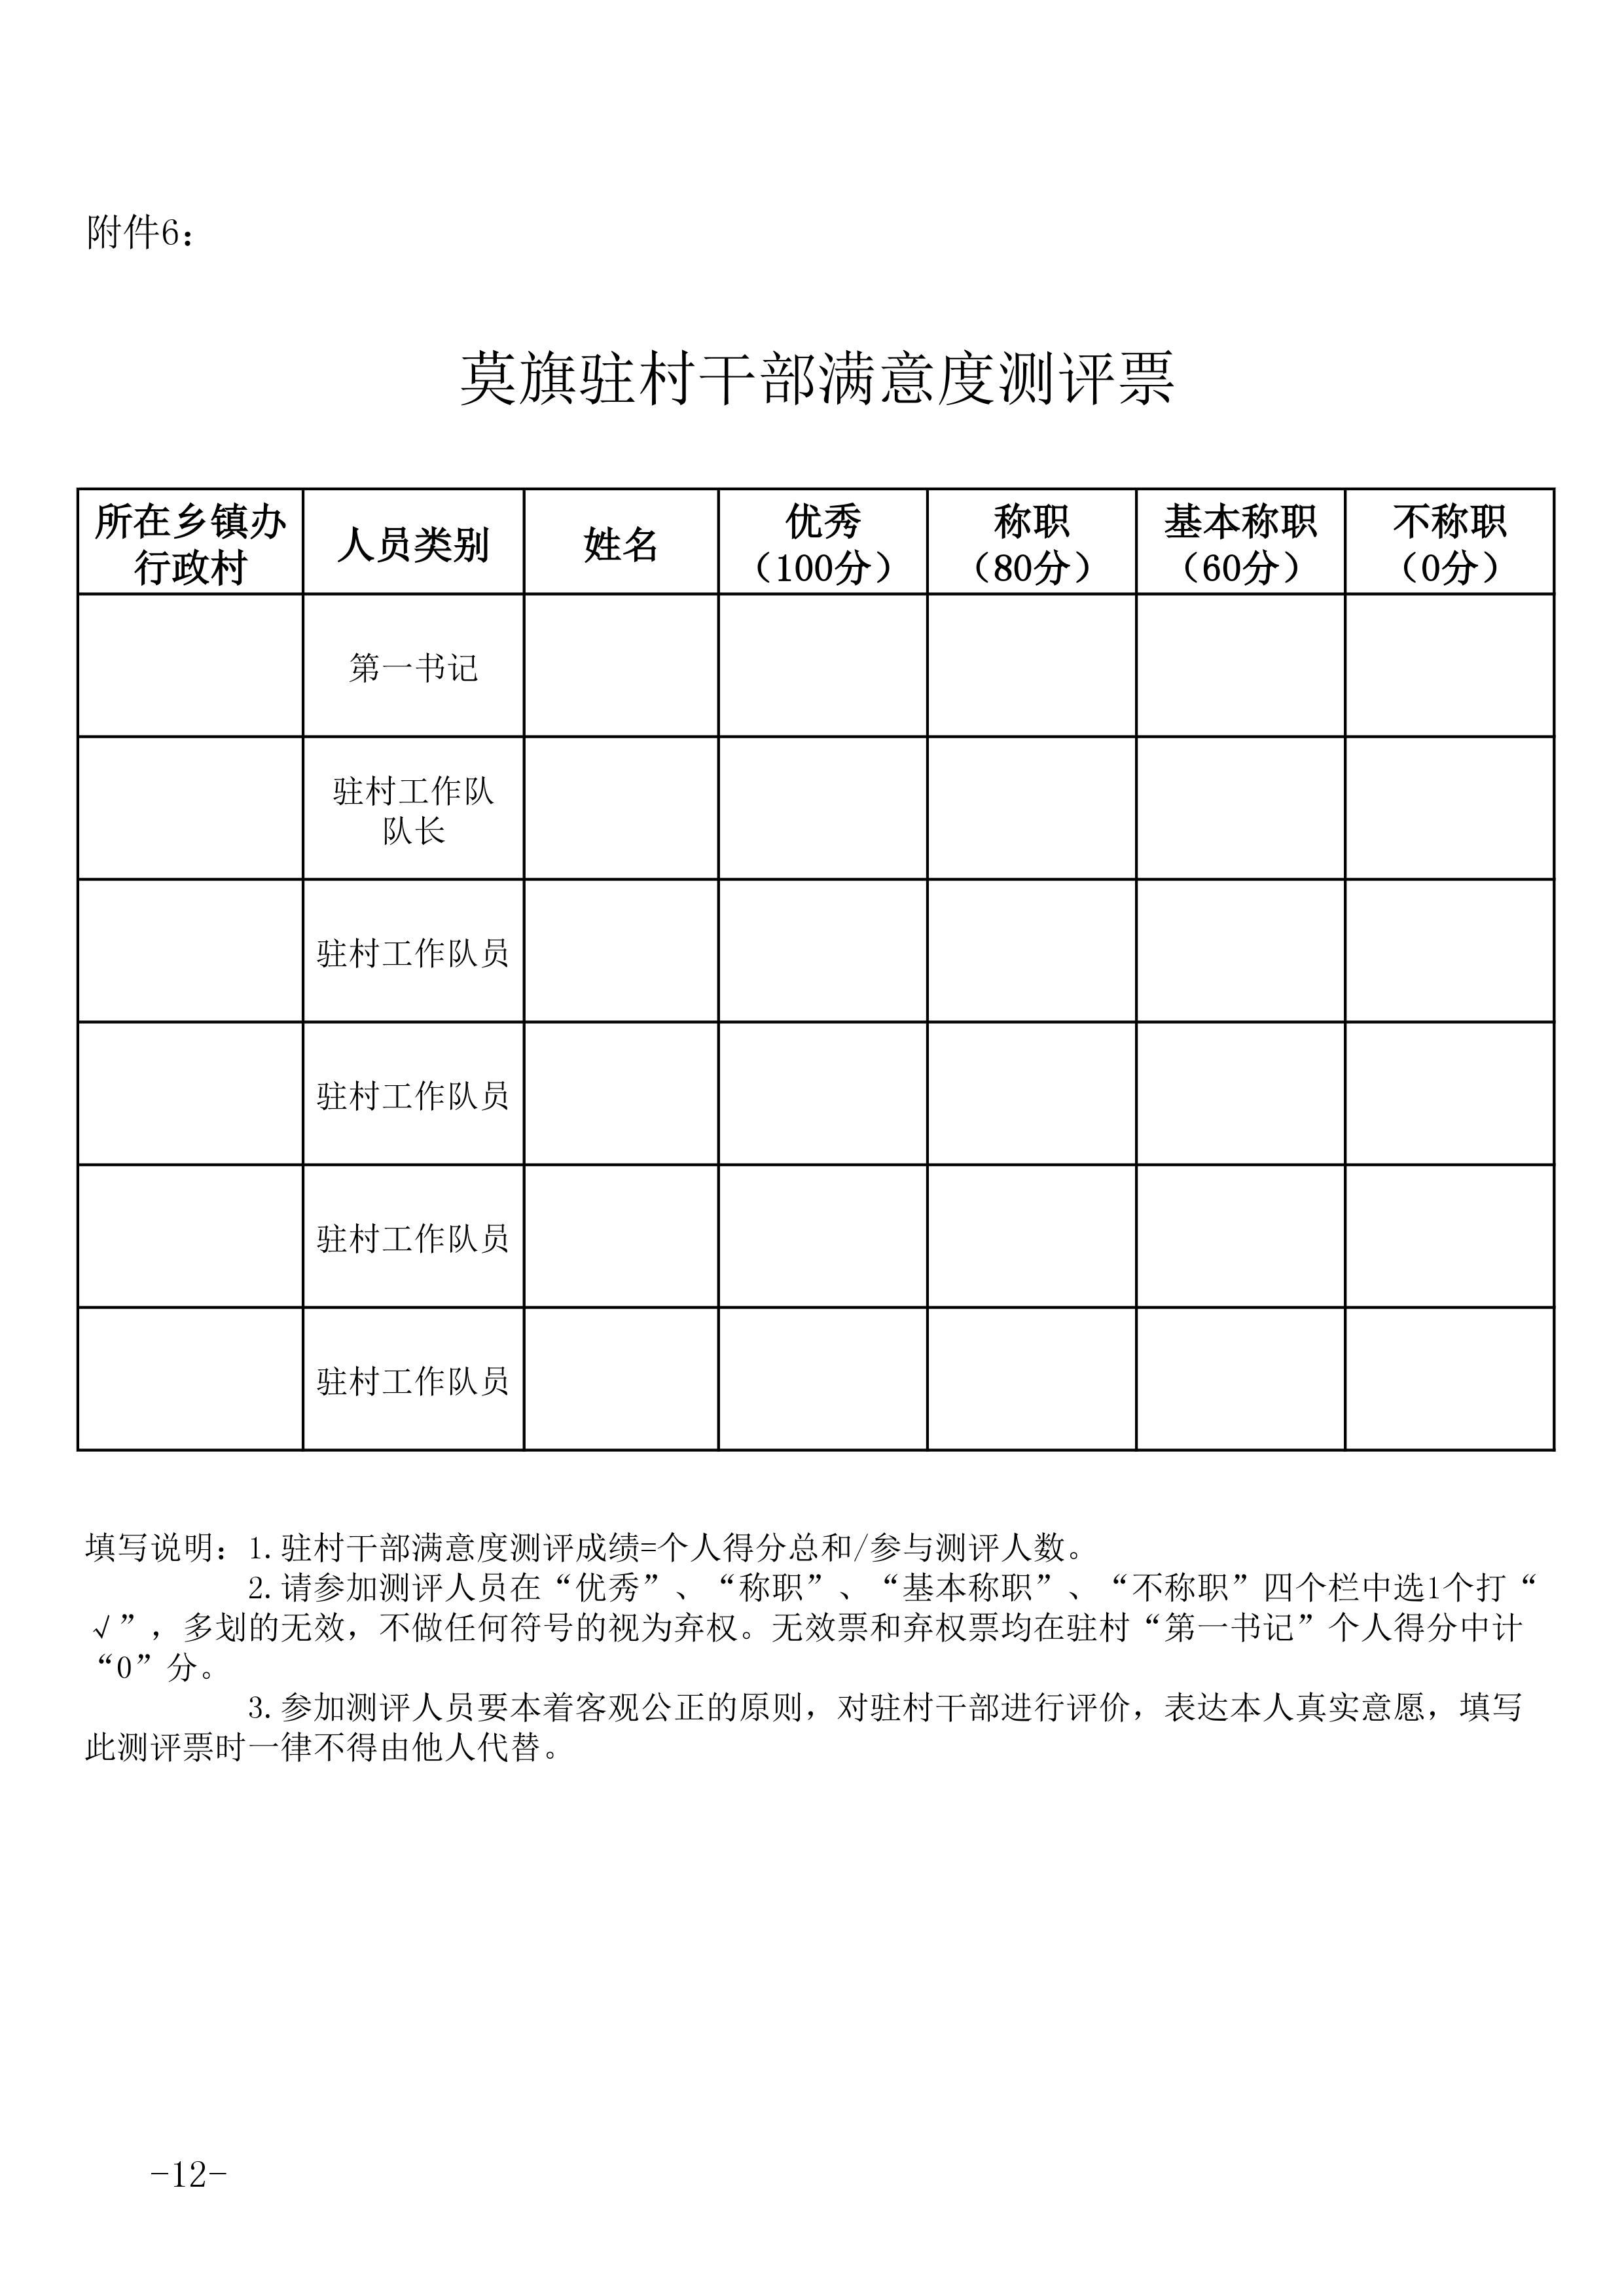 附件6：
莫旗驻村干部满意度测评票
所在乡镇办
行政村
人员类别
姓名
优秀
（100分）
称职
（80分）
基本称职
（60分）
不称职
（0分）
第一书记
驻村工作队
队长
驻村工作队员
驻村工作队员
驻村工作队员
驻村工作队员
填写说明：1.驻村干部满意度测评成绩=个人得分总和/参与测评人数。
2.请参加测评人员在“优秀”、“称职”、“基本称职”、“不称职”四个栏中选1个打“
√”，多划的无效，不做任何符号的视为弃权。无效票和弃权票均在驻村“第一书记”个人得分中计
“0”分。
3.参加测评人员要本着客观公正的原则，对驻村干部进行评价，表达本人真实意愿，填写
此测评票时一律不得由他人代替。
-12-